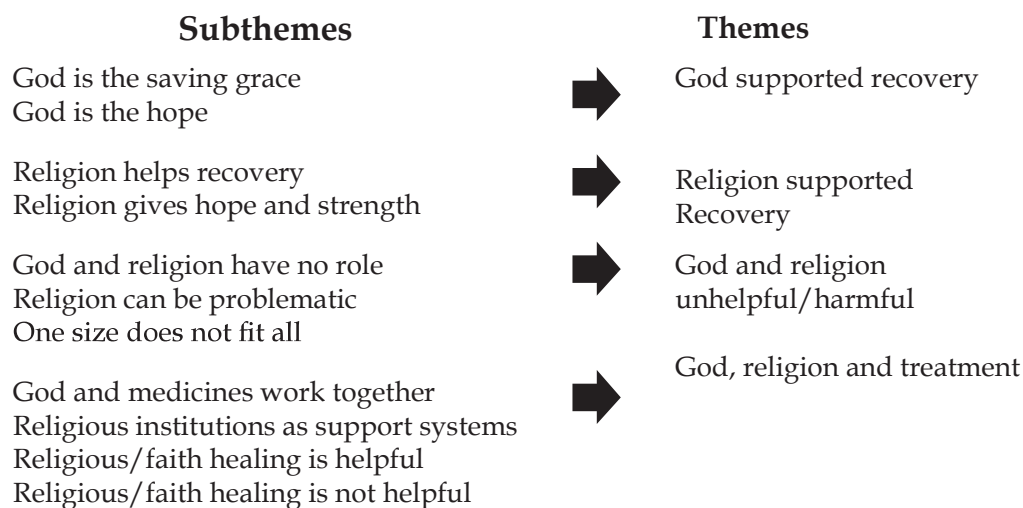 Subthemes
Themes
God is the saving grace
God is the hope
God supported recovery
Religion helps recovery
Religion gives hope and strength
Religion supported
Recovery
God and religion have no role
Religion can be problematic
One size does not fit all
God and religion
unhelpful/harmful
God and medicines work together
Religious institutions as support systems
Religious/faith healing is helpful
Religious/faith healing is not helpful
God, religion and treatment